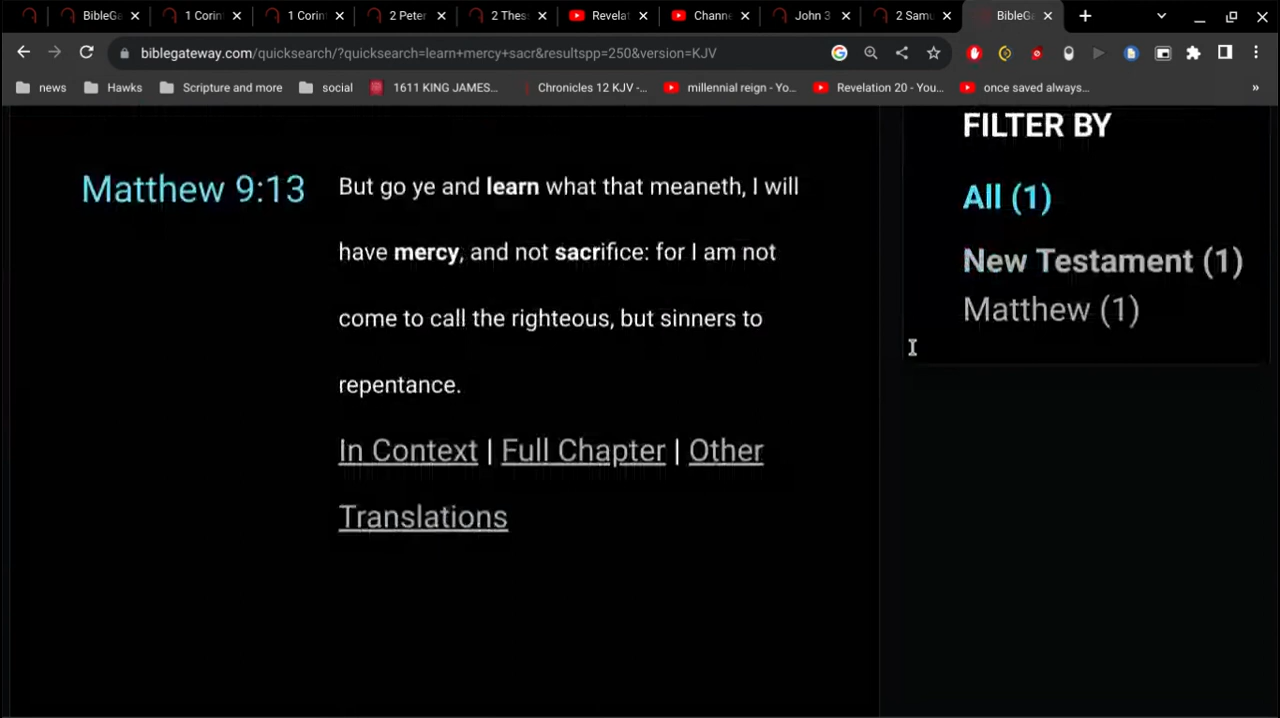 BibleGa 1 Corin 1 Corin 2 Peter 2 Thes Revelat Chann John 3 2 Samu BibleGa
biblegateway.com/quicksearch/?quicksearch=learn+mercy+sacr&resultspp=250&version=KJV
news Hawks Scripture and more social 1611 KING JAMES... Chronicles 12 KJV -... millennial reign - Yo... Revelation 20 - You... once saved always... »
FILTER BY
Matthew 9:13
But go ye and learn what that meaneth, I will
have mercy, and not sacrifice: for I am not
come to call the righteous, but sinners to
repentance.
In Context | Full Chapter | Other
Translations
All (1)
New Testament (1)
Matthew (1)